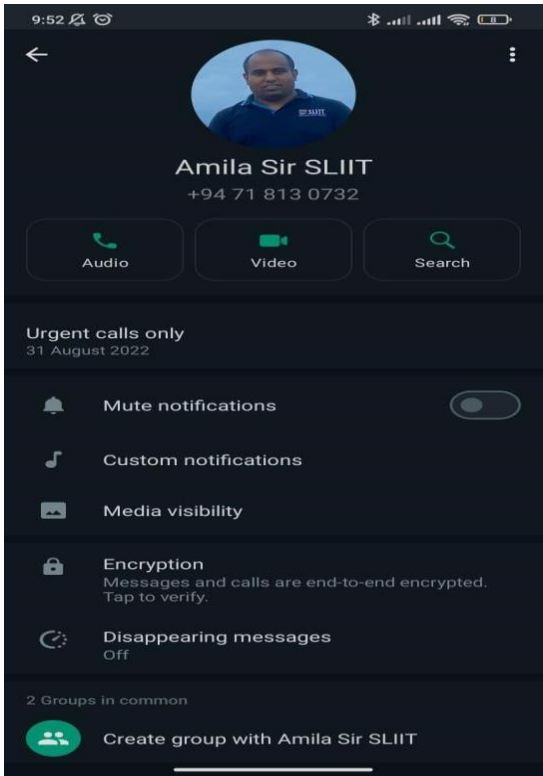 9:52
8
SLIIT
Amila Sir SLIIT
+94 71 813 0732
Audio
Video
Search
Urgent calls only
31 August 2022
Mute notifications
Custom notifications
Media visibility
Encryption
Messages and calls are end-to-end encrypted.
Tap to verify.
Disappearing messages
Off
2 Groups in common
Create group with Amila Sir SLIIT